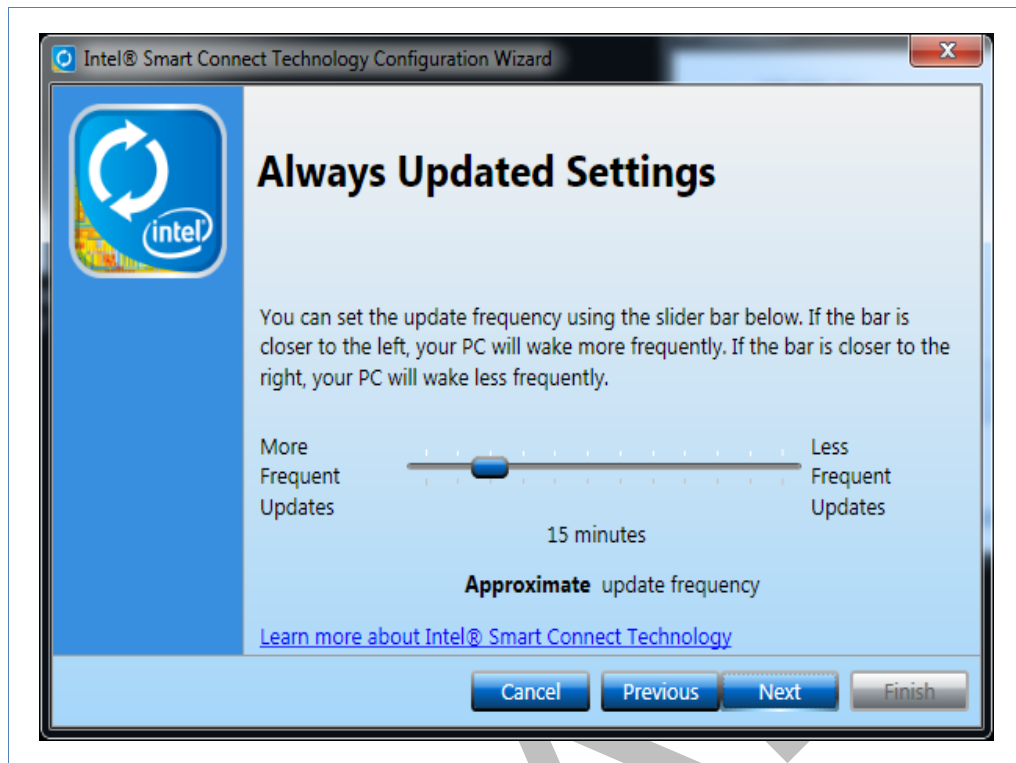 Intel® Smart Connect Technology Configuration Wizard
intel
Always Updated Settings
You can set the update frequency using the slider bar below. If the bar is
closer to the left, your PC will wake more frequently. If the bar is closer to the
right, your PC will wake less frequently.
More
Frequent
Updates
Less
Frequent
Updates
15 minutes
Approximate update frequency
Learn more about Intel® Smart Connect Technology
Cancel Previous Next Finish